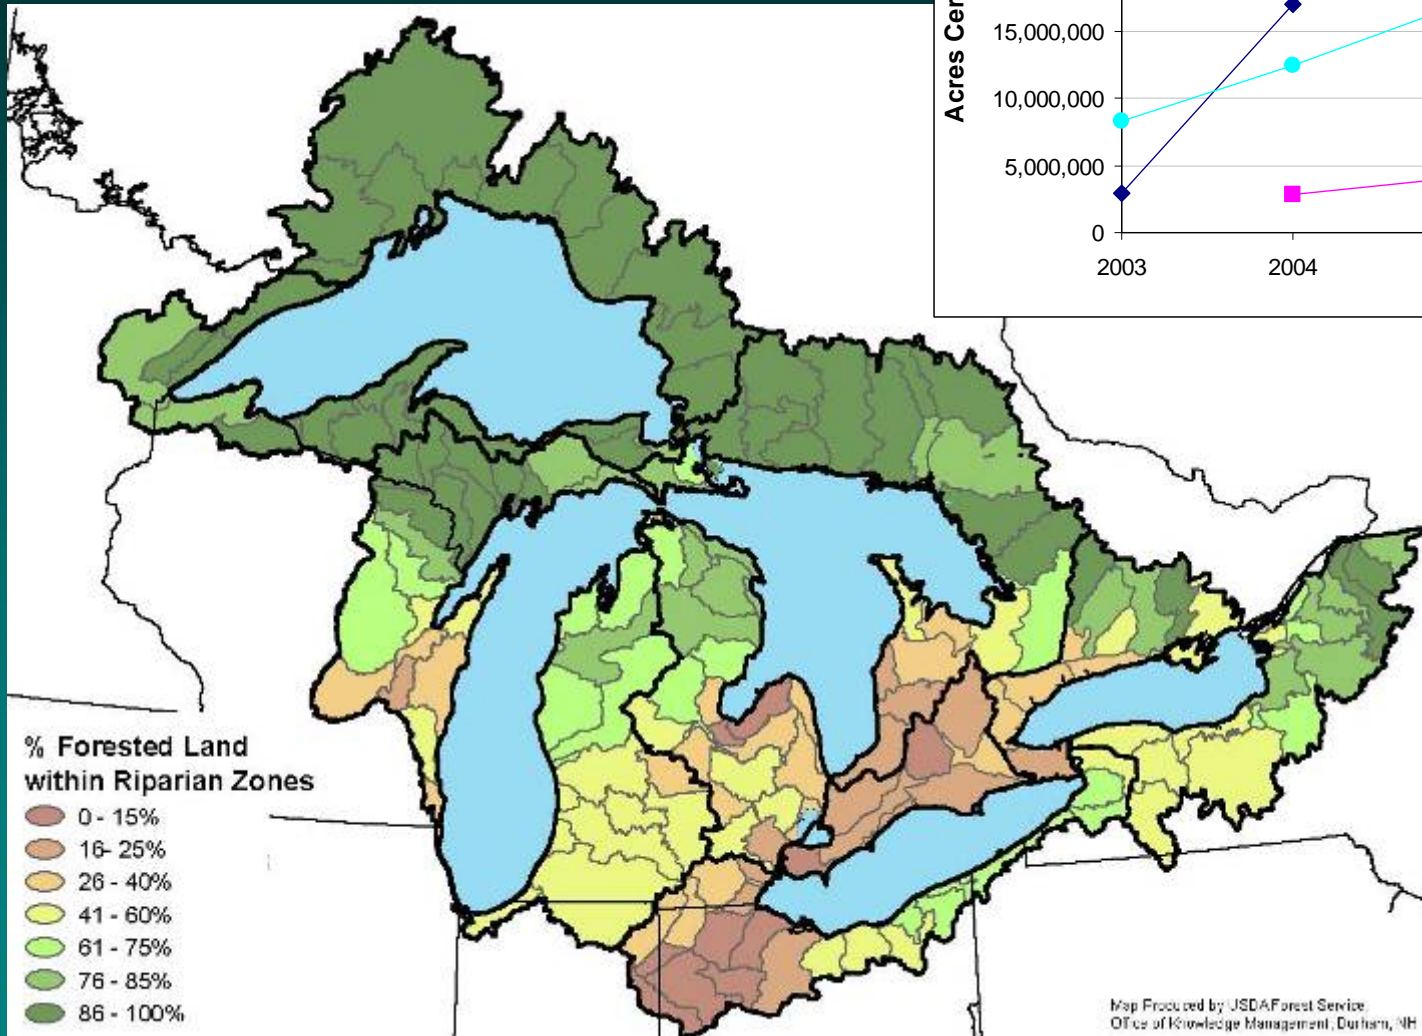 Acres Cer
15,000,000
10,000,000
5,000,000
0
2003 2004
% Forested Land
within Riparian Zones
0 - 15%
16- 25%
26 - 40%
41 - 60%
61 - 75%
76 - 85%
86 - 100%
Map Produced by USDA Forest Service,
Office of Knowledge Management, Durham, NH